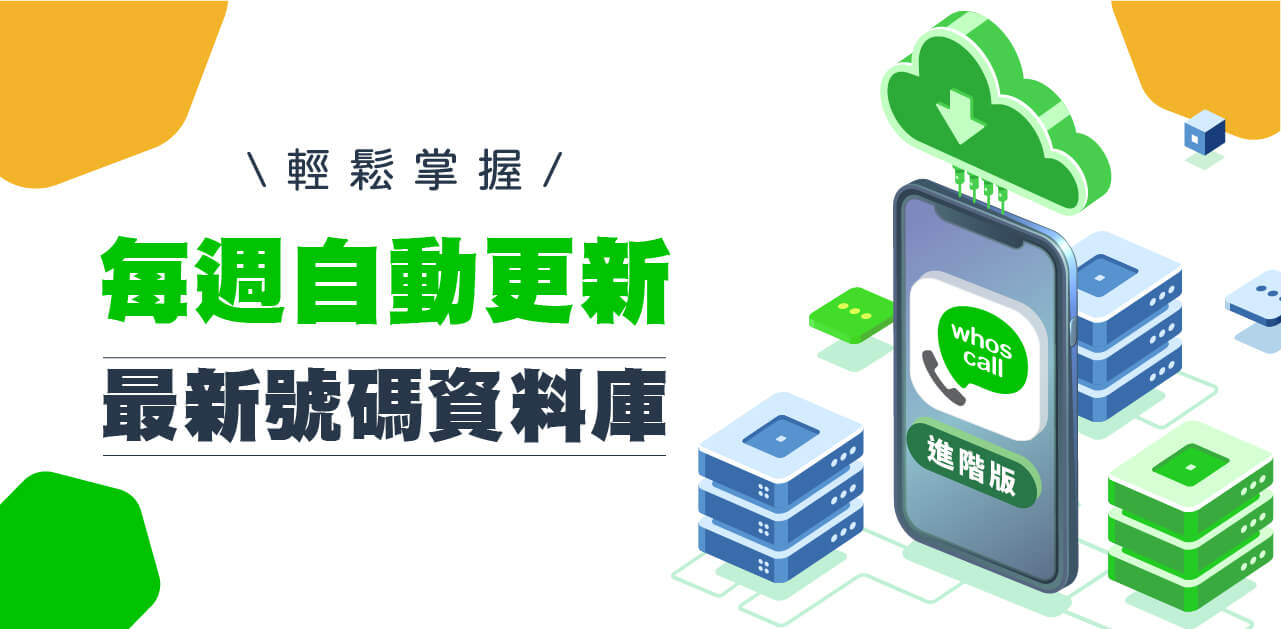 \ 輕鬆掌握 /
每週自動更新
最新號碼資料庫
whos
call
進階版